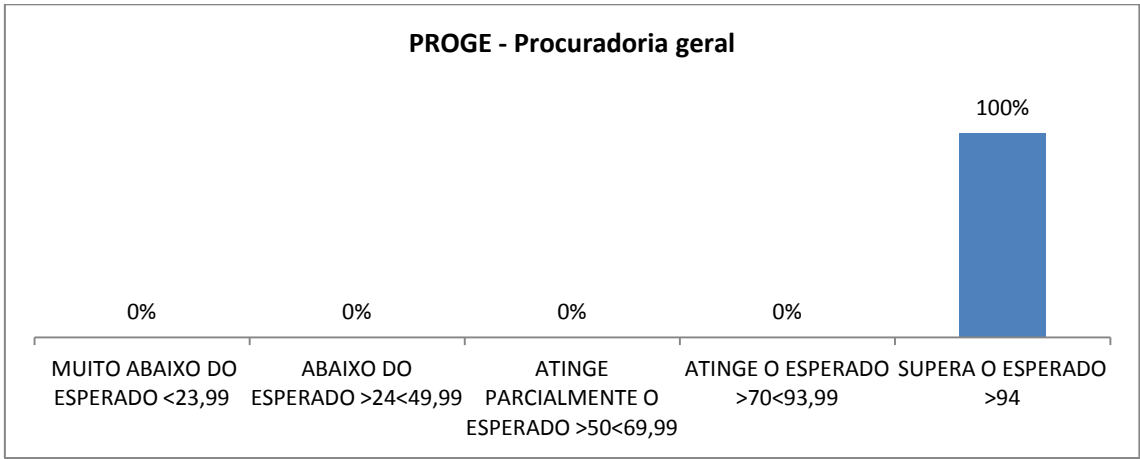 PROGE - Procuradoria geral
100%
0%
0%
0%
0%
MUITO ABAIXO DO
ESPERADO <23,99
ABAIXO DO
ESPERADO >24<49,99
ATINGE
PARCIALMENTE O
ESPERADO >50<69,99
ATINGE O ESPERADO
>70<93,99
SUPERA O ESPERADO
>94